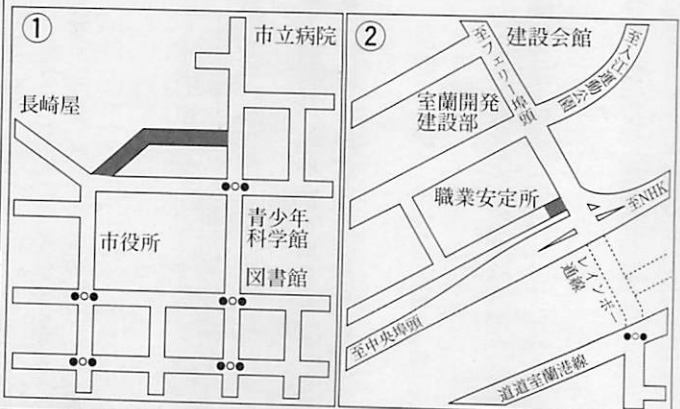 ①
市立病院
長崎屋
青少年
科学館
市役所
図書館
②
建設会館
至フェリー埠頭
至入江運動公園
室蘭開発
建設部
職業安定所
至NHK
レインボー
通線
至中央埠頭
道道室蘭港線